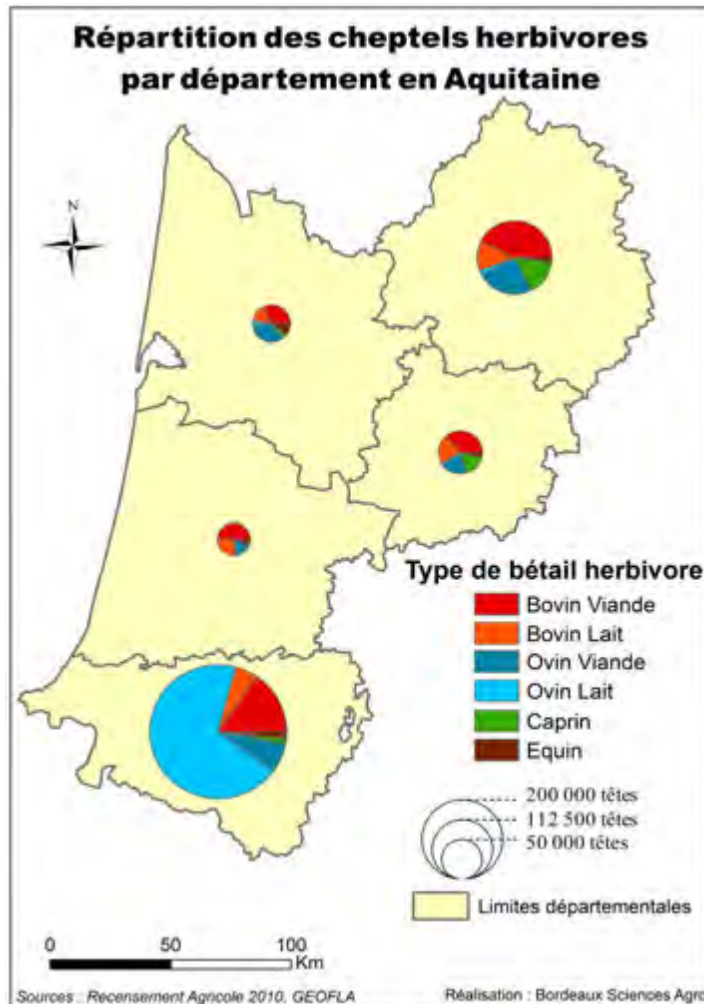 Répartition des cheptels herbivores
par département en Aquitaine
N
Type de bétail herbivore
Bovin Viande
Bovin Lait
Ovin Viande
Ovin Lait
Caprin
Equin
200 000 têtes
112 500 têtes
50 000 têtes
Limites départementales
0 50 100
Km
Sources : Recensement Agricole 2010, GEOFLA
Réalisation : Bordeaux Sciences Agro